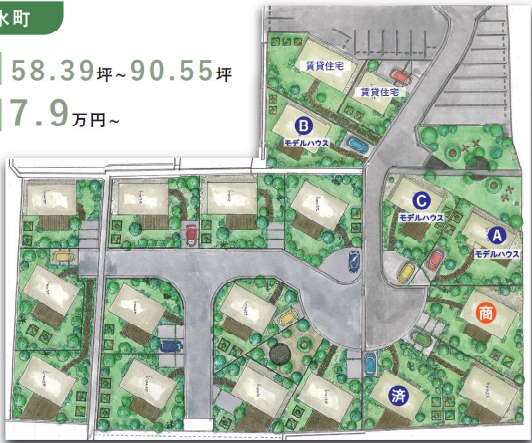 水町
58.39坪~90.55坪
7.9万円~
賃貸住宅
賃貸住宅
B
モデルハウス
C
モデルハウス
A
モデルハウス
商
済